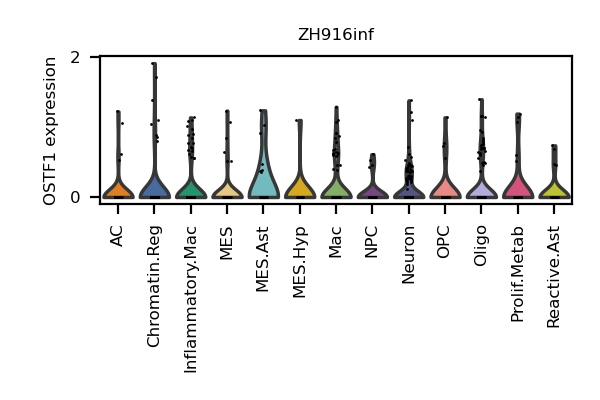 ZH916inf
OSTF1 expression
2
0
AC
Chromatin.Reg
Inflammatory.Mac
MES
MES.Ast
MES.Hyp
Mac
NPC
Neuron
OPC
Oligo
Prolif.Metab
Reactive.Ast